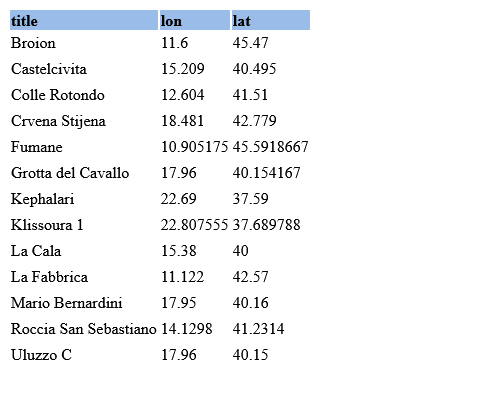 title lon lat
Broion 11.6 45.47
Castelcivita 15.209 40.495
Colle Rotondo 12.604 41.51
Crvena Stijena 18.481 42.779
Fumane 10.905175 45.5918667
Grotta del Cavallo 17.96 40.154167
Kephalari 22.69 37.59
Klissoura 1 22.807555 37.689788
La Cala 15.38 40
La Fabbrica 11.122 42.57
Mario Bernardini 17.95 40.16
Roccia San Sebastiano 14.1298 41.2314
Uluzzo C 17.96 40.15